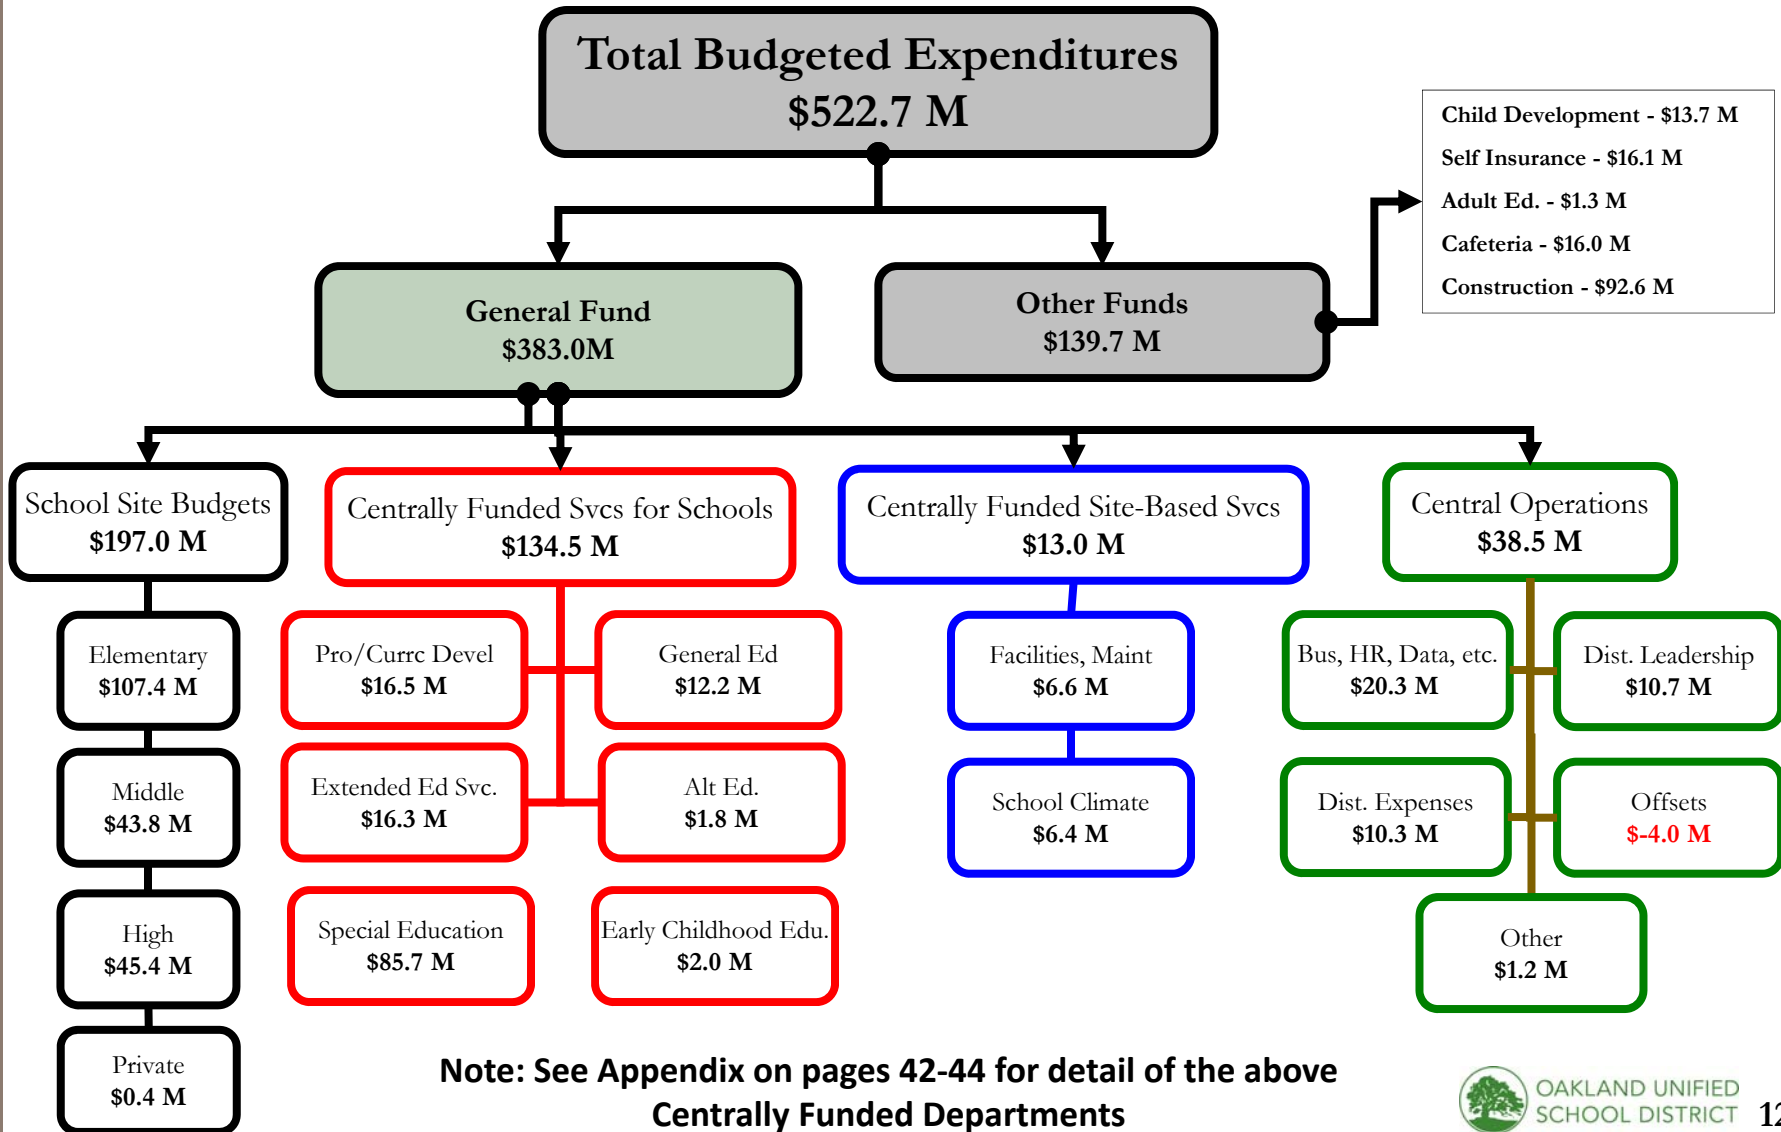 Total Budgeted Expenditures
$522.7 M
Child Development - $13.7 M
Self Insurance - $16.1 M
Adult Ed. - $1.3 M
Cafeteria - $16.0 M
Construction - $92.6 M
General Fund
$383.0M
Other Funds
$139.7 M
School Site Budgets
$197.0 M
Centrally Funded Svcs for Schools
$134.5 M
Centrally Funded Site-Based Svcs
$13.0 M
Central Operations
$38.5 M
Elementary
$107.4 M
Middle
$43.8 M
High
$45.4 M
Private
$0.4 M
Pro/Currc Devel
$16.5 M
General Ed
$12.2 M
Extended Ed Svc.
$16.3 M
Alt Ed.
$1.8 M
Special Education
$85.7 M
Early Childhood Edu.
$2.0 M
Facilities, Maint
$6.6 M
School Climate
$6.4 M
Bus, HR, Data, etc.
$20.3 M
Dist. Leadership
$10.7 M
Dist. Expenses
$10.3 M
Offsets
$-4.0 M
Other
$1.2 M
Note: See Appendix on pages 42-44 for detail of the above
Centrally Funded Departments
OAKLAND UNIFIED
SCHOOL DISTRICT
12